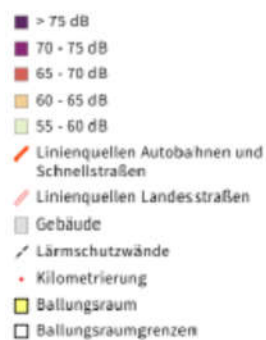 > 75 dB
70 - 75 dB
65 - 70 dB
60 - 65 dB
55 - 60 dB
Linienquellen Autobahnen und
Schnellstraßen
Linienquellen Landesstraßen
Gebäude
Lärmschutzwände
Kilometrierung
Ballungsraum
Ballungsraumgrenzen